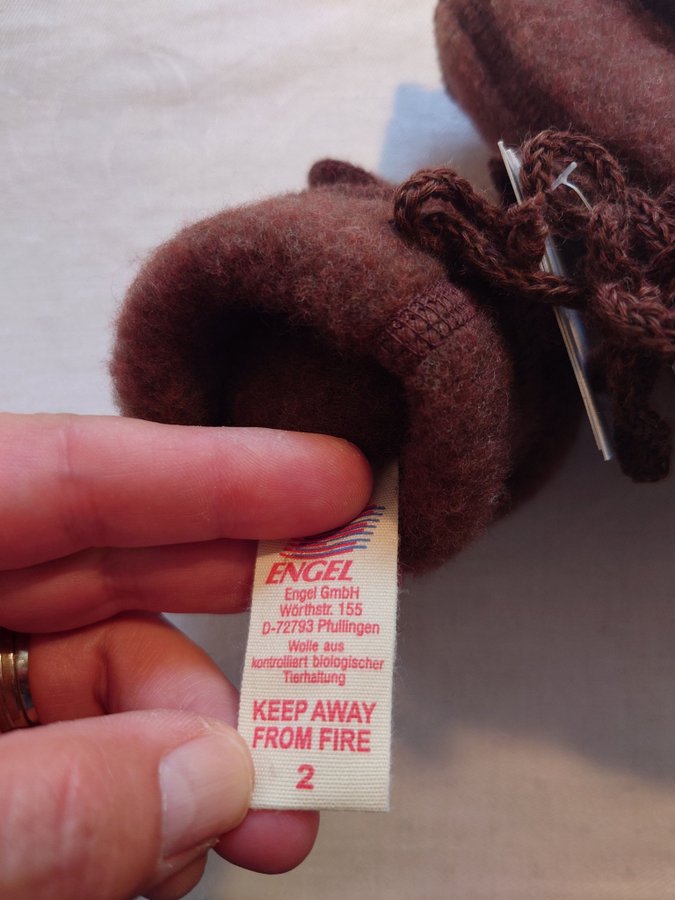 ENGEL
Engel GmbH
Wörthstr. 155
D-72793 Pfullingen
Wolle aus
kontrolliert biologischer
Tierhaltung
KEEP AWAY
FROM FIRE
2